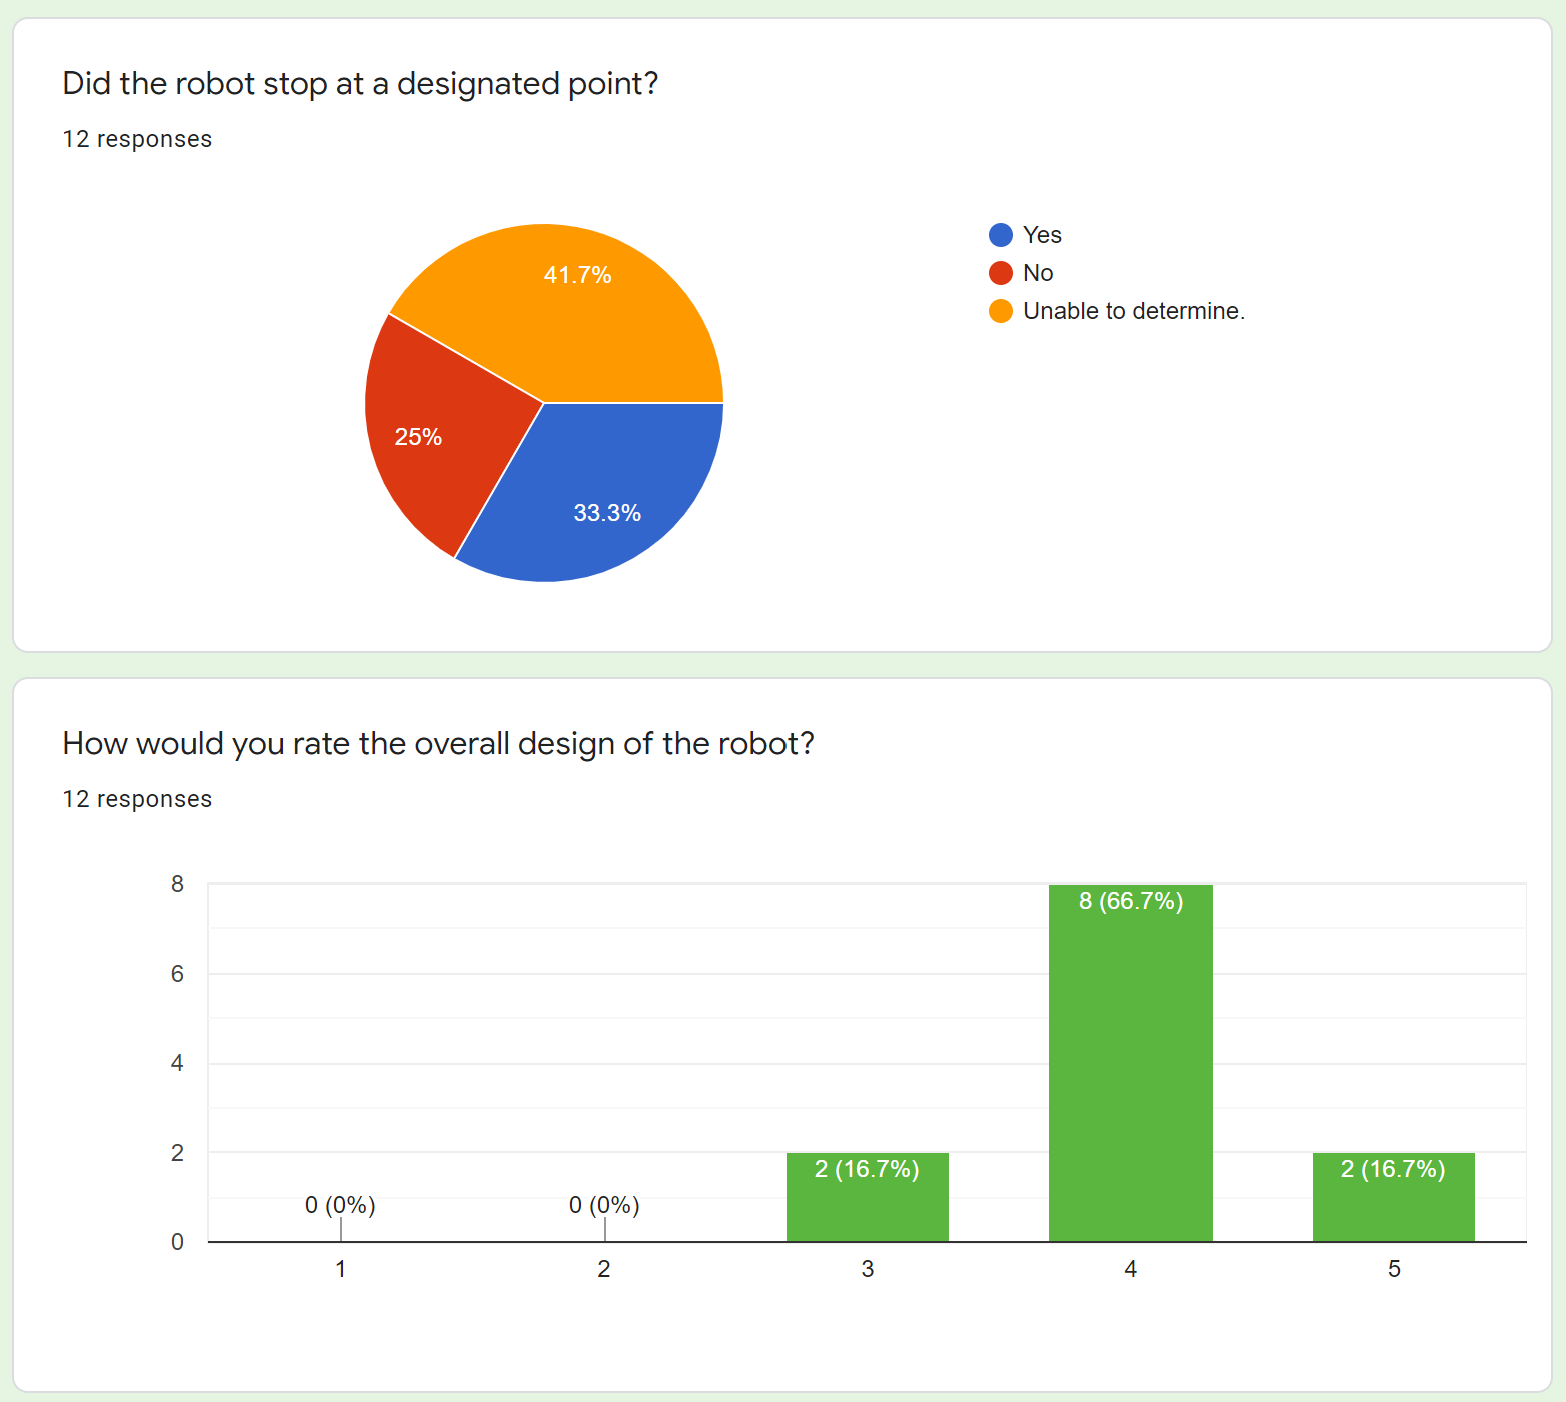 Did the robot stop at a designated point?
12 responses
41.7%
25%
33.3%
Yes
No
Unable to determine.
How would you rate the overall design of the robot?
12 responses
8
6
4
2
0
0 (0%)
0 (0%)
2 (16.7%)
8 (66.7%)
2 (16.7%)
1 2 3 4 5